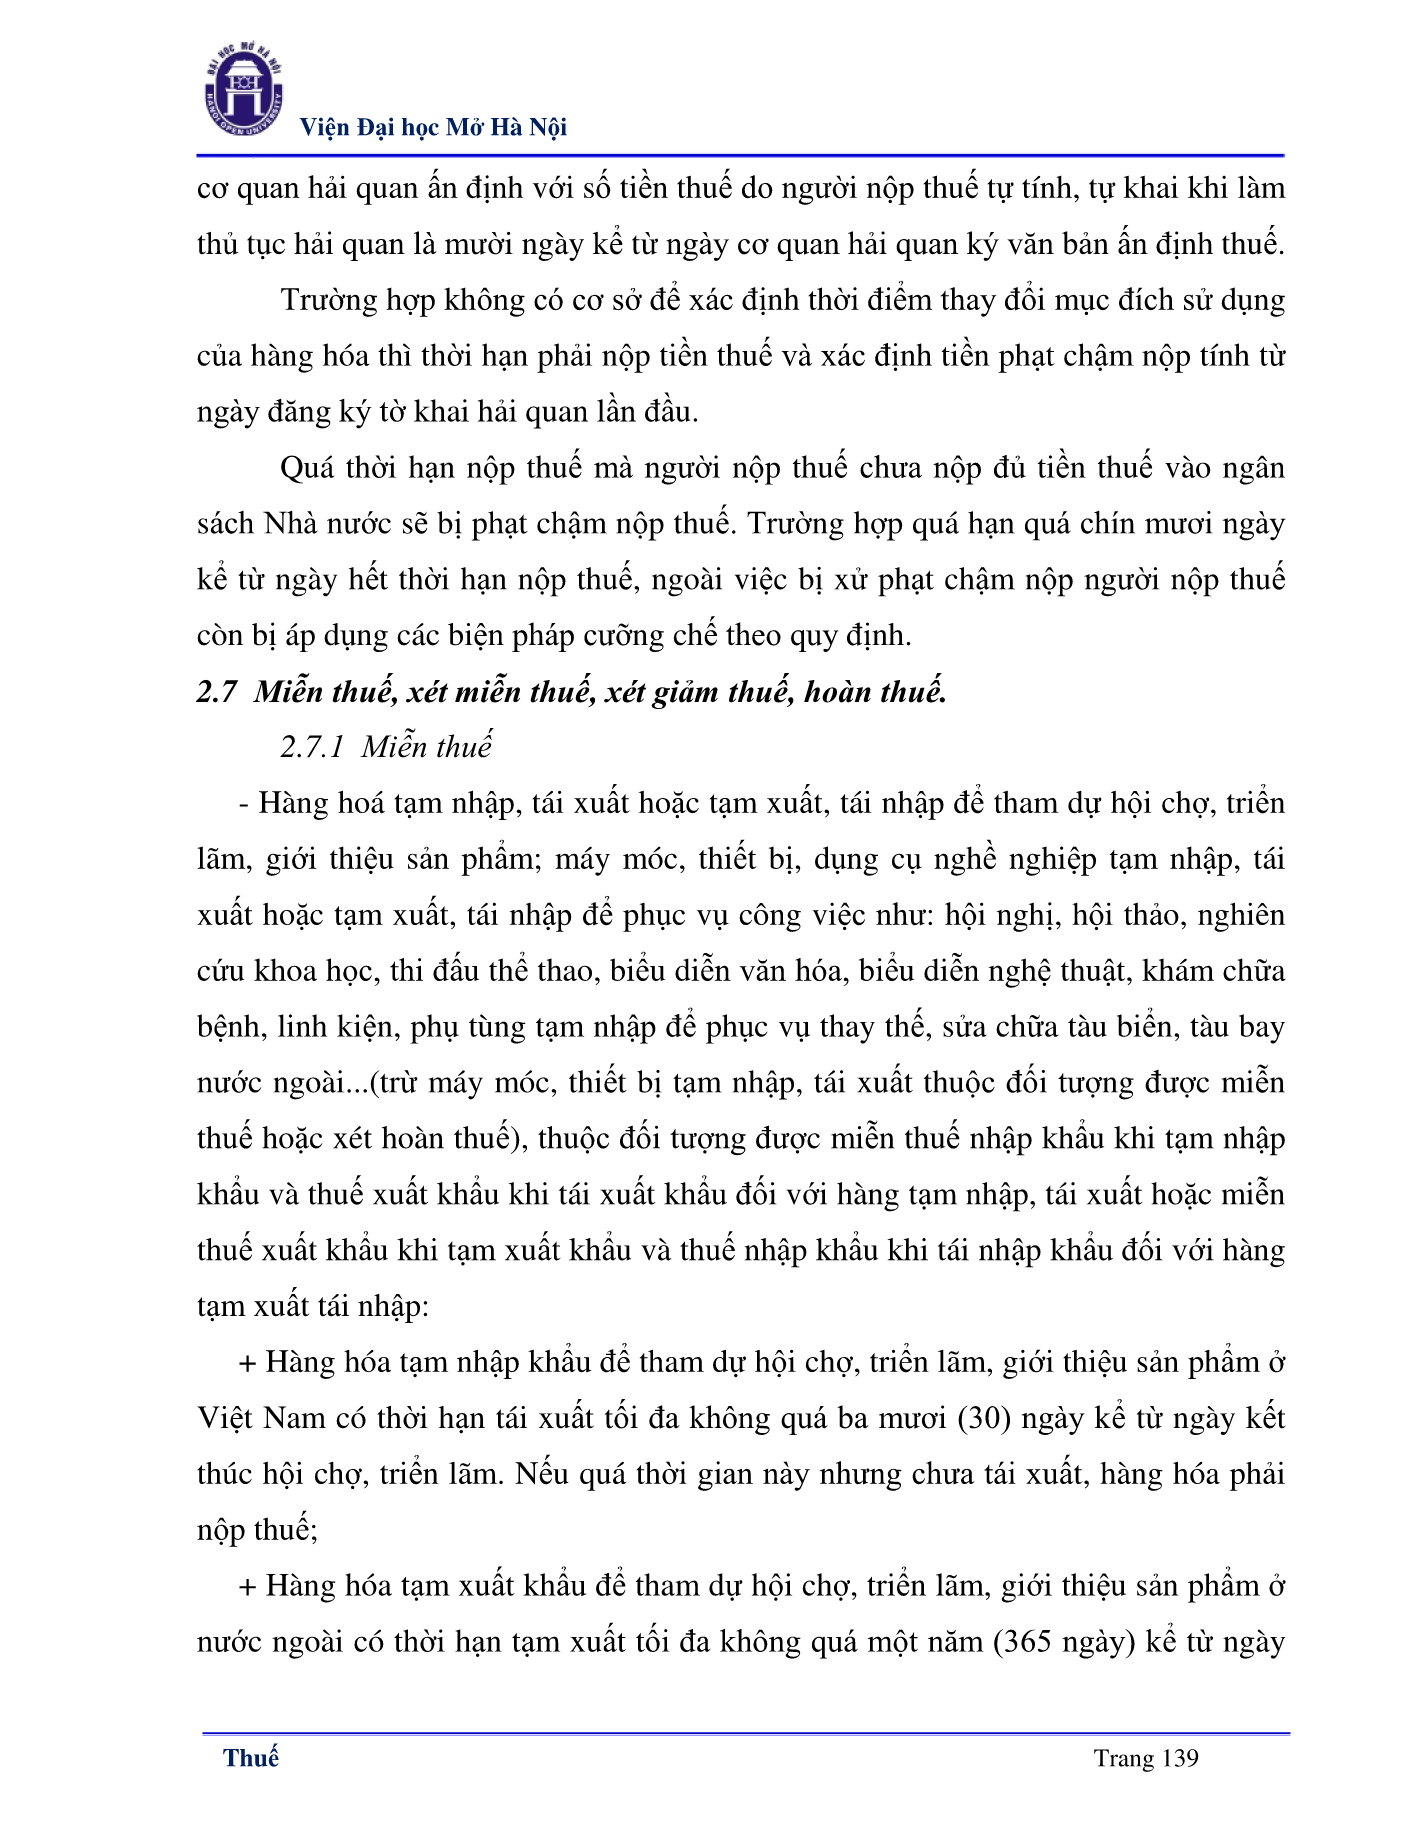 ĐẠI HỌC MỞ HÀ NỘI
HANOI OPEN UNIVERSITY
Viện Đại học Mở Hà Nội
cơ quan hải quan ấn định với số tiền thuế do người nộp thuế tự tính, tự khai khi làm
thủ tục hải quan là mười ngày kể từ ngày cơ quan hải quan ký văn bản ấn định thuế.
Trường hợp không có cơ sở để xác định thời điểm thay đổi mục đích sử dụng
của hàng hóa thì thời hạn phải nộp tiền thuế và xác định tiền phạt chậm nộp tính từ
ngày đăng ký tờ khai hải quan lần đầu.
Quá thời hạn nộp thuế mà người nộp thuế chưa nộp đủ tiền thuế vào ngân
sách Nhà nước sẽ bị phạt chậm nộp thuế. Trường hợp quá hạn quá chín mươi ngày
kể từ ngày hết thời hạn nộp thuế, ngoài việc bị xử phạt chậm nộp người nộp thuế
còn bị áp dụng các biện pháp cưỡng chế theo quy định.
2.7 Miễn thuế, xét miễn thuế, xét giảm thuế, hoàn thuế.
2.7.1 Miễn thuế
- Hàng hoá tạm nhập, tái xuất hoặc tạm xuất, tái nhập để tham dự hội chợ, triển
lãm, giới thiệu sản phẩm; máy móc, thiết bị, dụng cụ nghề nghiệp tạm nhập, tái
xuất hoặc tạm xuất, tái nhập để phục vụ công việc như: hội nghị, hội thảo, nghiên
cứu khoa học, thi đấu thể thao, biểu diễn văn hóa, biểu diễn nghệ thuật, khám chữa
bệnh, linh kiện, phụ tùng tạm nhập để phục vụ thay thế, sửa chữa tàu biển, tàu bay
nước ngoài...(trừ máy móc, thiết bị tạm nhập, tái xuất thuộc đối tượng được miễn
thuế hoặc xét hoàn thuế), thuộc đối tượng được miễn thuế nhập khẩu khi tạm nhập
khẩu và thuế xuất khẩu khi tái xuất khẩu đối với hàng tạm nhập, tái xuất hoặc miễn
thuế xuất khẩu khi tạm xuất khẩu và thuế nhập khẩu khi tái nhập khẩu đối với hàng
tạm xuất tái nhập:
+ Hàng hóa tạm nhập khẩu để tham dự hội chợ, triển lãm, giới thiệu sản phẩm ở
Việt Nam có thời hạn tái xuất tối đa không quá ba mươi (30) ngày kể từ ngày kết
thúc hội chợ, triển lãm. Nếu quá thời gian này nhưng chưa tái xuất, hàng hóa phải
nộp thuế;
+ Hàng hóa tạm xuất khẩu để tham dự hội chợ, triển lãm, giới thiệu sản phẩm ở
nước ngoài có thời hạn tạm xuất tối đa không quá một năm (365 ngày) kể từ ngày
Thuế
Trang 139